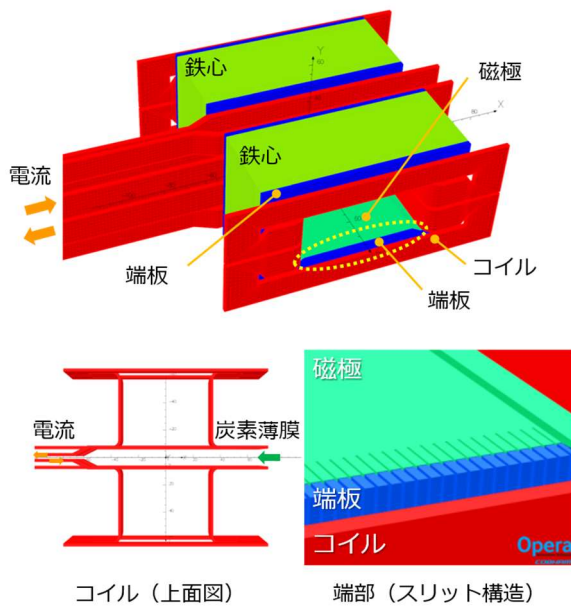 鉄心
磁極
鉄心
電流
端板
コイル
端板
電流
炭素薄膜
磁極
端板
コイル
Opera
コイル（上面図）
端部（スリット構造）